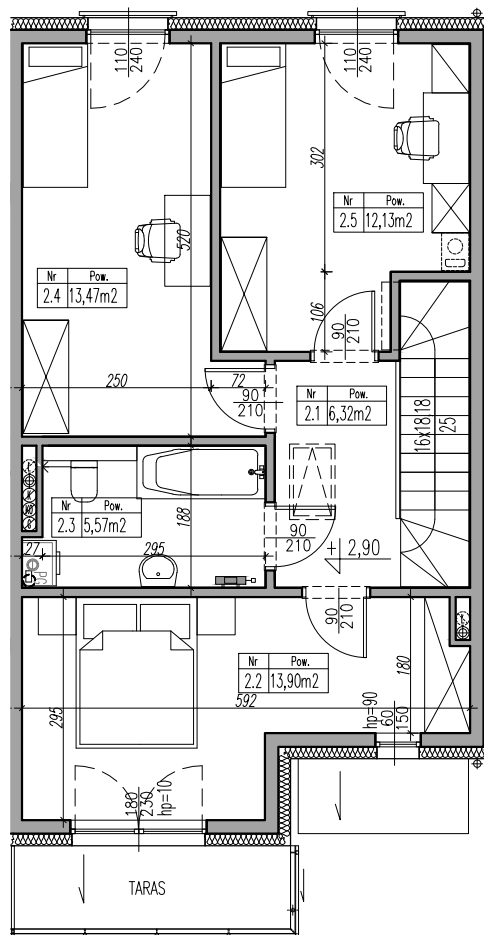 110
240
110
240
302
Nr Pow.
2.5 12,13m2
520
Nr Pow.
2.4 13,47m2
106
90
210
250
72
90
210
Nr Pow.
2.1 6,32m2
16x18,18
25
Nr Pow.
2.3 5,57m2
188
90
210
+ 2,90
27
295
90
210
Nr Pow.
2.2 13,90m2
180
592
295
hp=90
60
150
180
230
hp=10
TARAS